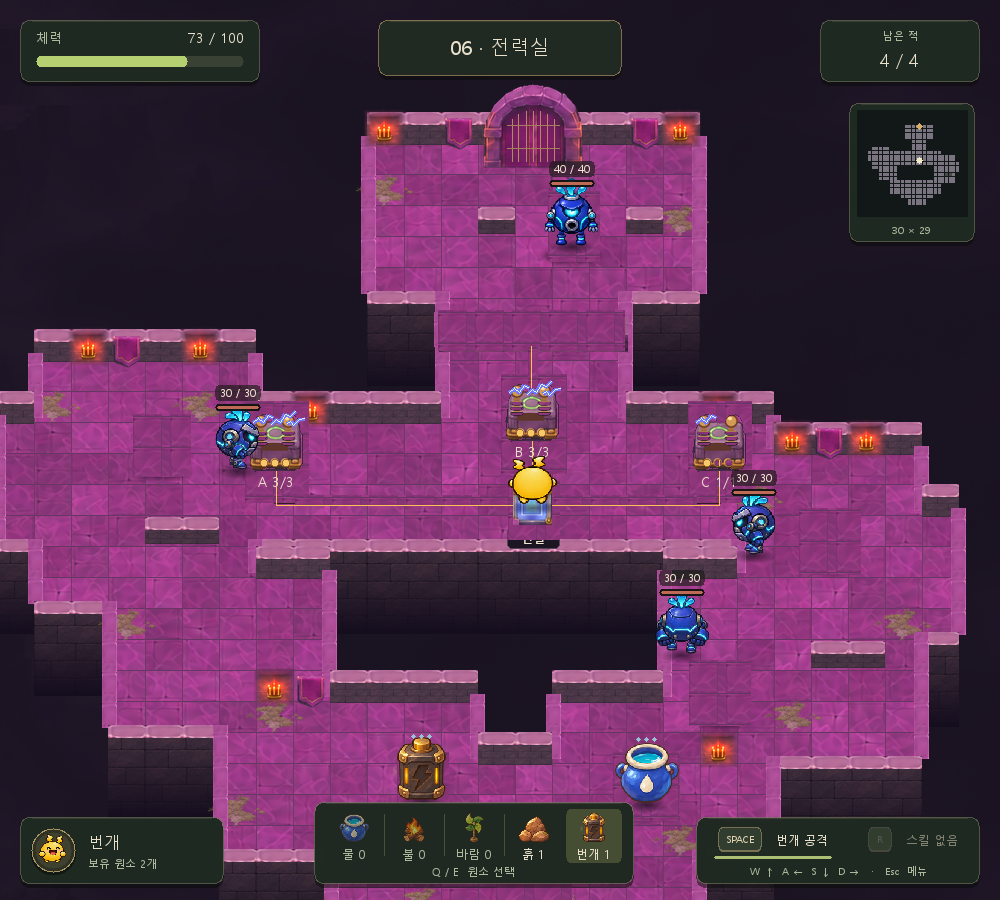 체력 73 / 100
06 · 전력실
남은 적
4 / 4
30 × 29
40 / 40
30 / 30
A 3/3
B 3/3
C
30 / 30
30 / 30
번개
보유 원소 2개
물 0
불 0
바람 0
흙 1
번개 1
Q / E 원소 선택
SPACE 번개 공격
R 스킬 없음
W ↑ A ← S ↓ D → · Esc 메뉴